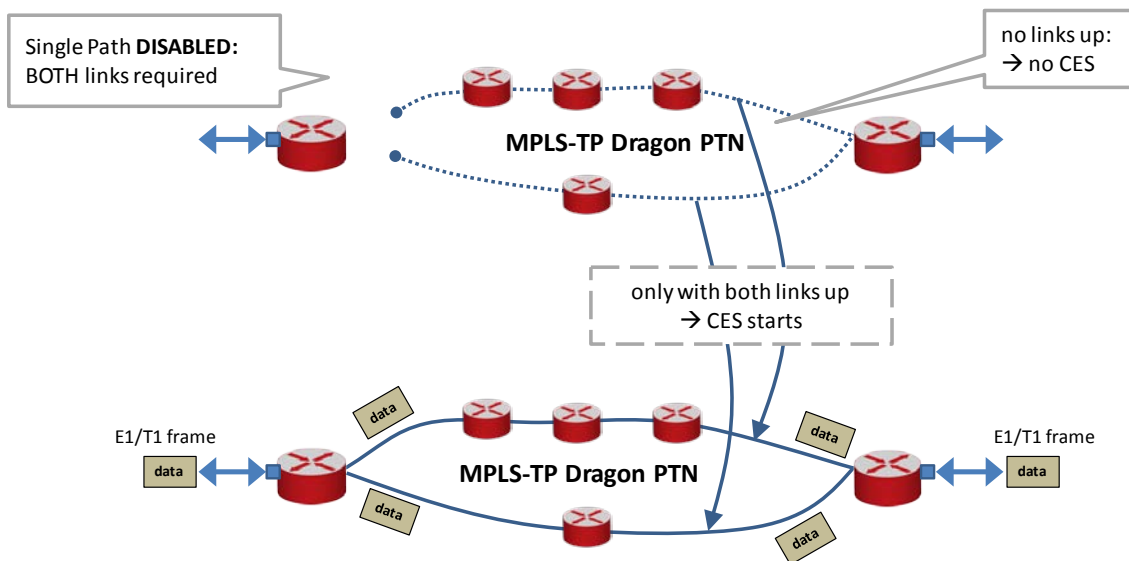 Single Path DISABLED:
BOTH links required
no links up:
→ no CES
MPLS-TP Dragon PTN
only with both links up
→ CES starts
data
data
E1/T1 frame
E1/T1 frame
data
MPLS-TP Dragon PTN
data
data
data